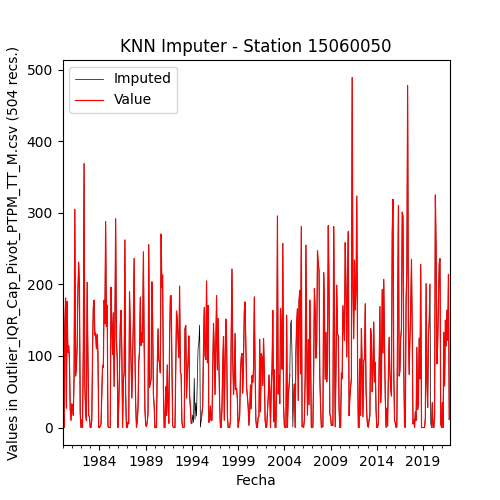 KNN Imputer - Station 15060050
Imputed
Value
Values in Outlier_IQR_Cap_Pivot_PTPM_TT_M.csv (504 recs.)
500
400
300
200
100
0
1984 1989 1994 1999 2004 2009 2014 2019
Fecha